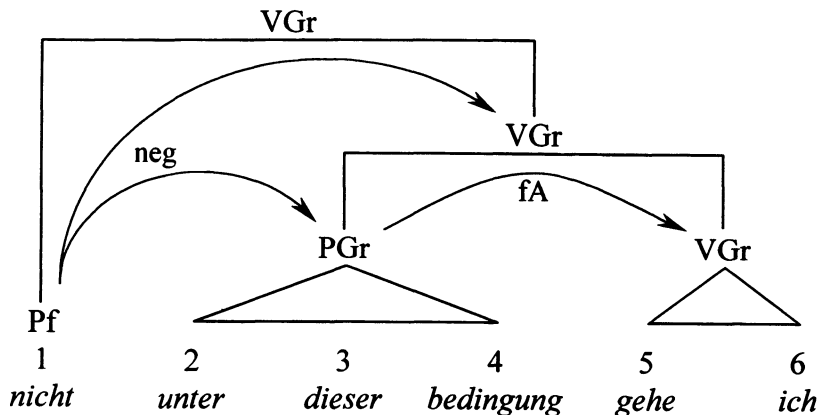 VGr
VGr
neg
fA
PGr
VGr
Pf
1 2 3 4 5 6
nicht unter dieser bedingung gehe ich